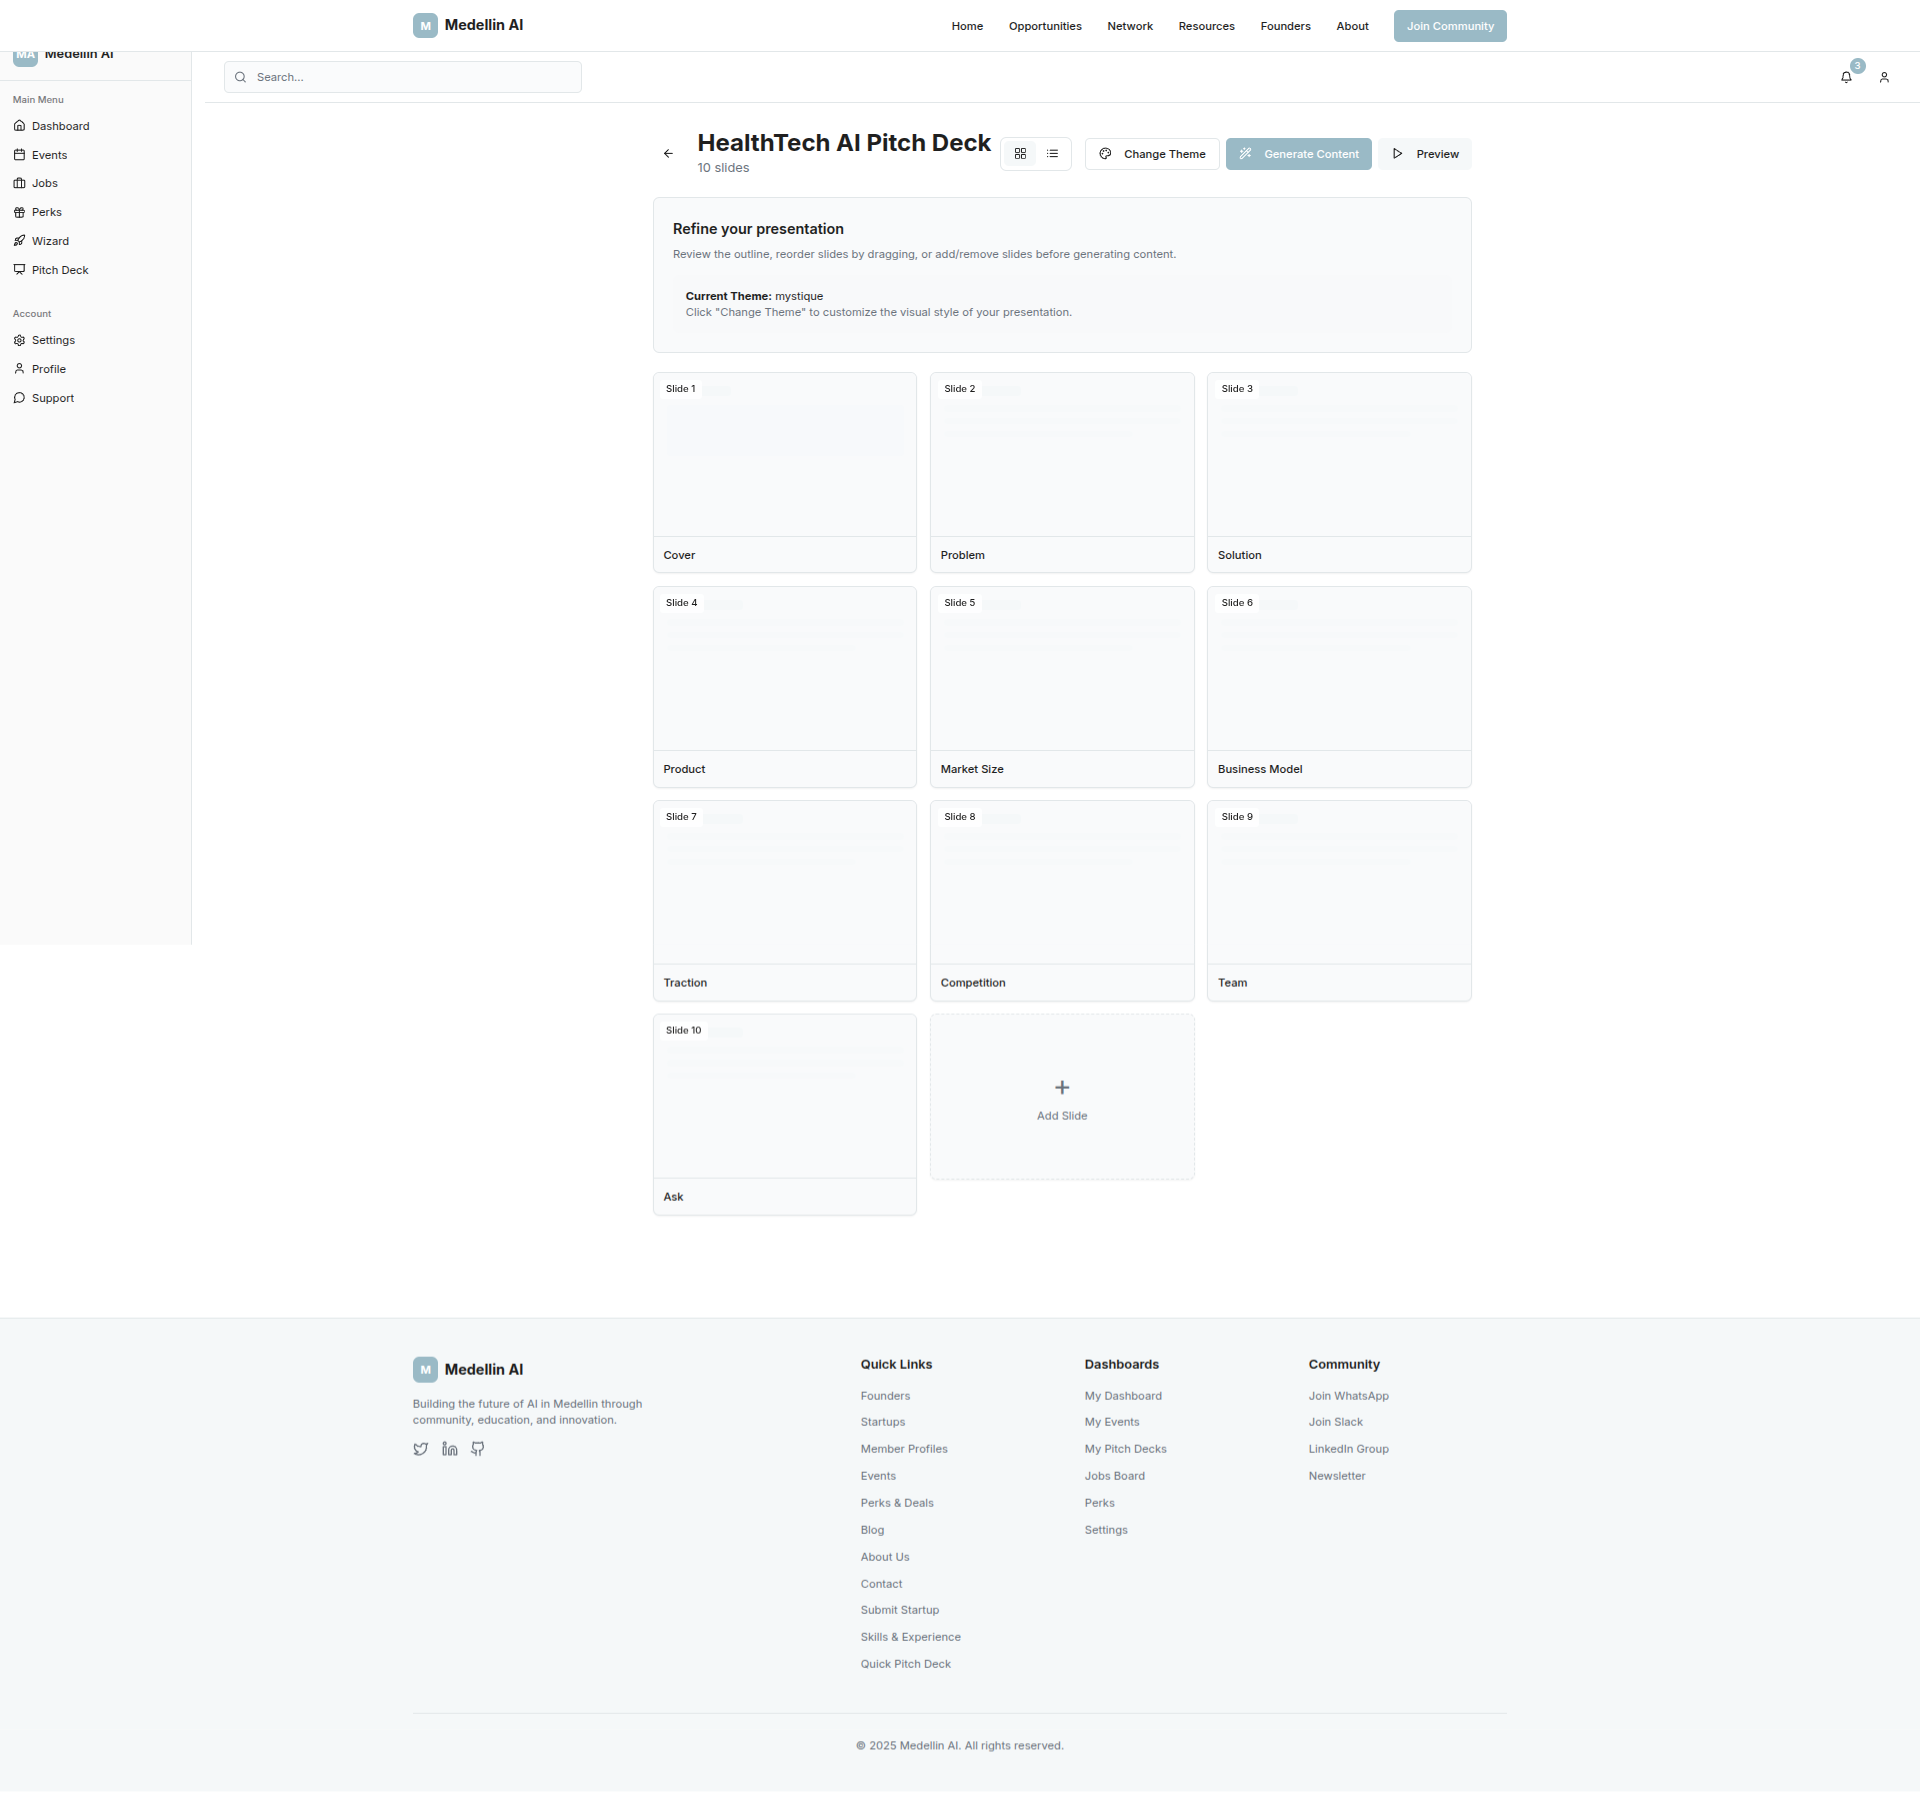 M Medellin AI
Home
Opportunities
Network
Resources
Founders
About
Join Community
MA Medellin AI
Search...
3
Main Menu
Dashboard
Events
Jobs
Perks
Wizard
Pitch Deck
Account
Settings
Profile
Support
HealthTech AI Pitch Deck
10 slides
Change Theme
Generate Content
Preview
Refine your presentation
Review the outline, reorder slides by dragging, or add/remove slides before generating content.
Current Theme: mystique
Click "Change Theme" to customize the visual style of your presentation.
Slide 1
Cover
Slide 2
Problem
Slide 3
Solution
Slide 4
Product
Slide 5
Market Size
Slide 6
Business Model
Slide 7
Traction
Slide 8
Competition
Slide 9
Team
Slide 10
Ask
Add Slide
M Medellin AI
Building the future of AI in Medellin through
community, education, and innovation.
Quick Links
Founders
Startups
Member Profiles
Events
Perks & Deals
Blog
About Us
Contact
Submit Startup
Skills & Experience
Quick Pitch Deck
Dashboards
My Dashboard
My Events
My Pitch Decks
Jobs Board
Perks
Settings
Community
Join WhatsApp
Join Slack
LinkedIn Group
Newsletter
© 2025 Medellin AI. All rights reserved.